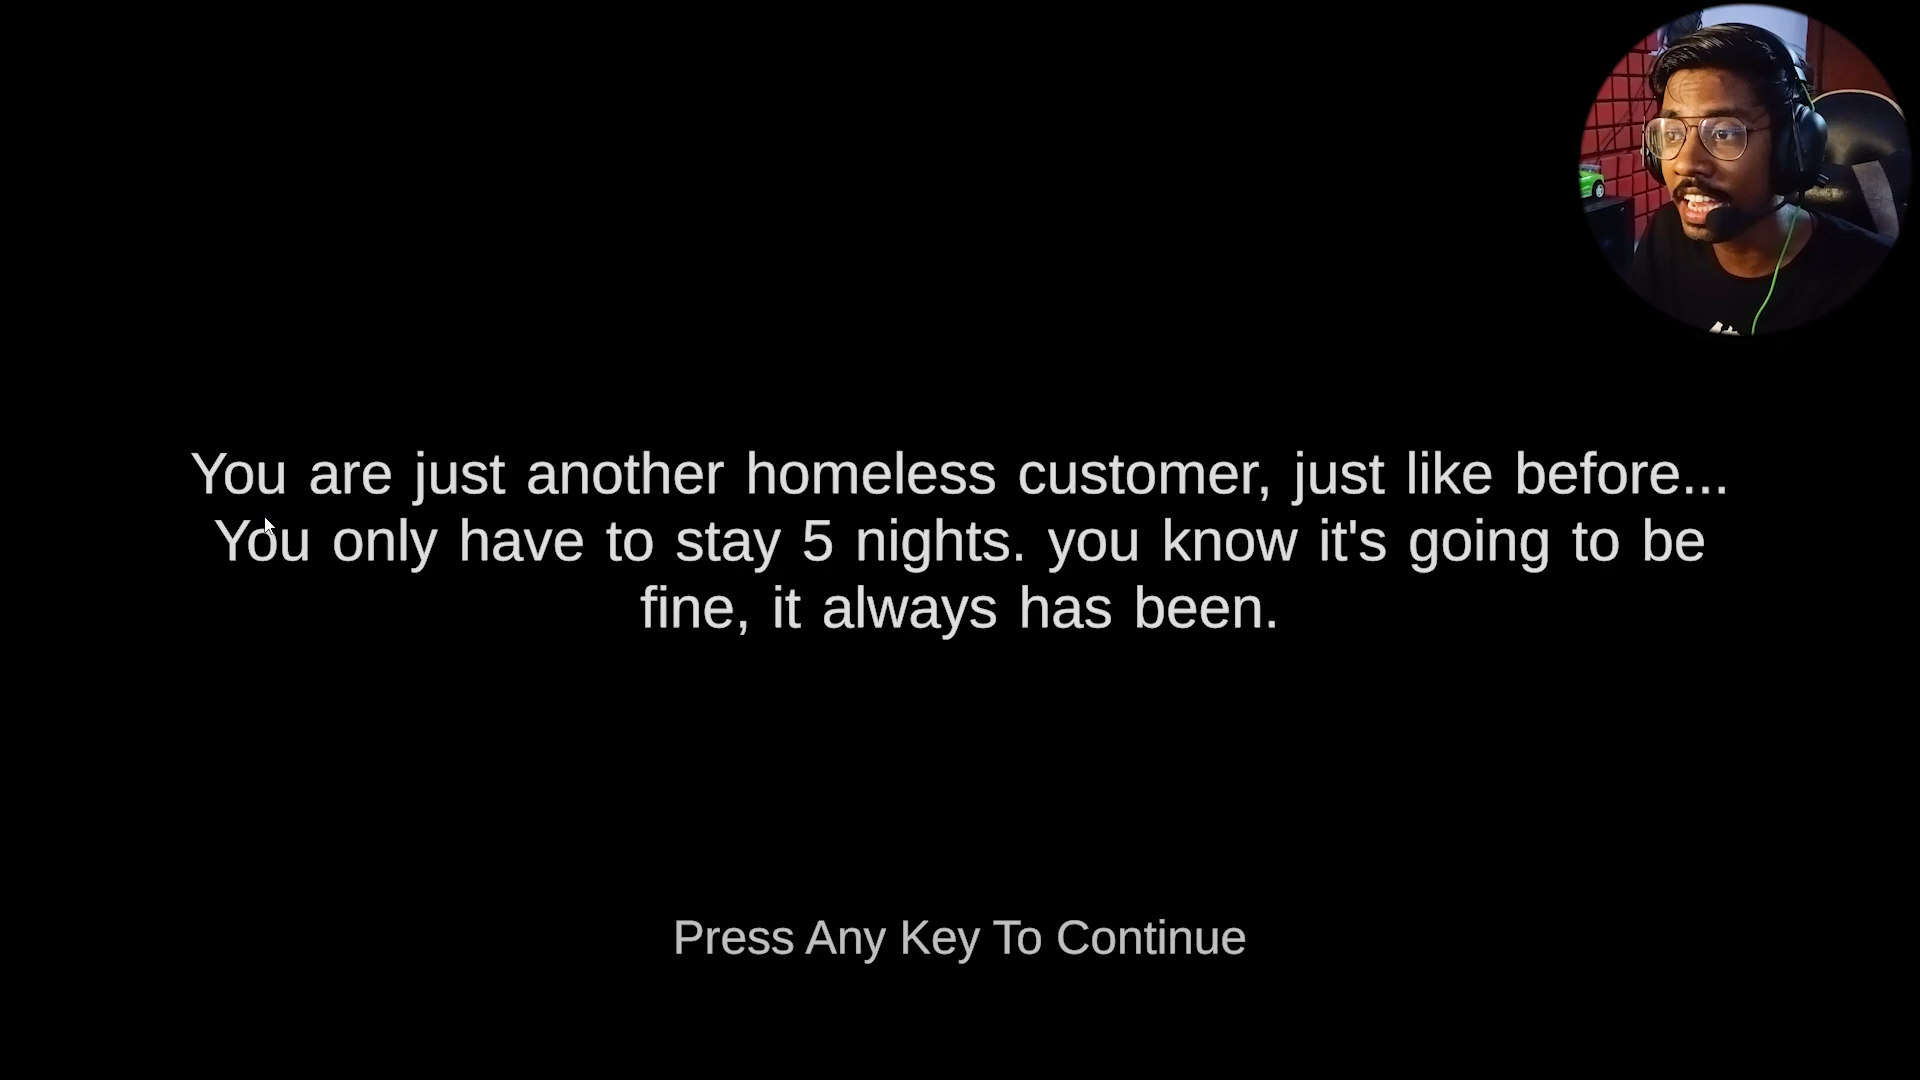 You are just another homeless customer, just like before...
You only have to stay 5 nights. you know it's going to be
fine, it always has been.
Press Any Key To Continue